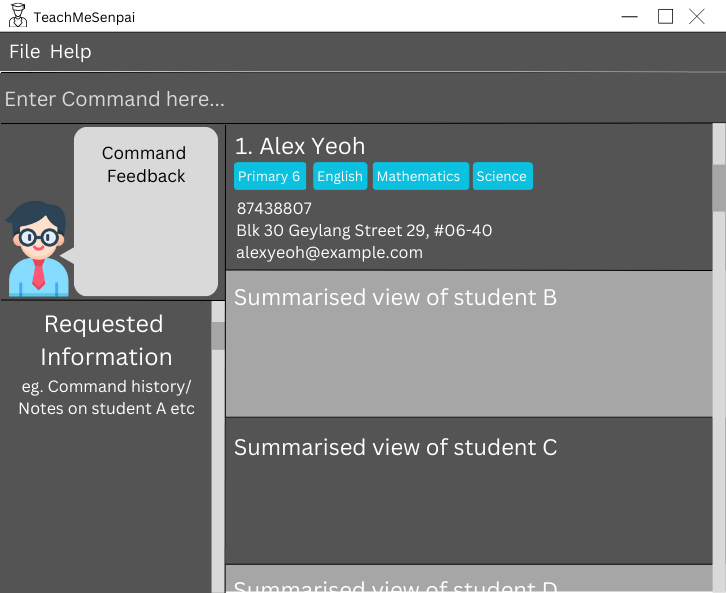 TeachMeSenpai
File Help
Enter Command here...
Command
Feedback
Requested
Information
eg. Command history/
Notes on student A etc
1. Alex Yeoh
Primary 6 English Mathematics Science
87438807
Blk 30 Geylang Street 29, #06-40
alexyeoh@example.com
Summarised view of student B
Summarised view of student C
Summarised view of student D